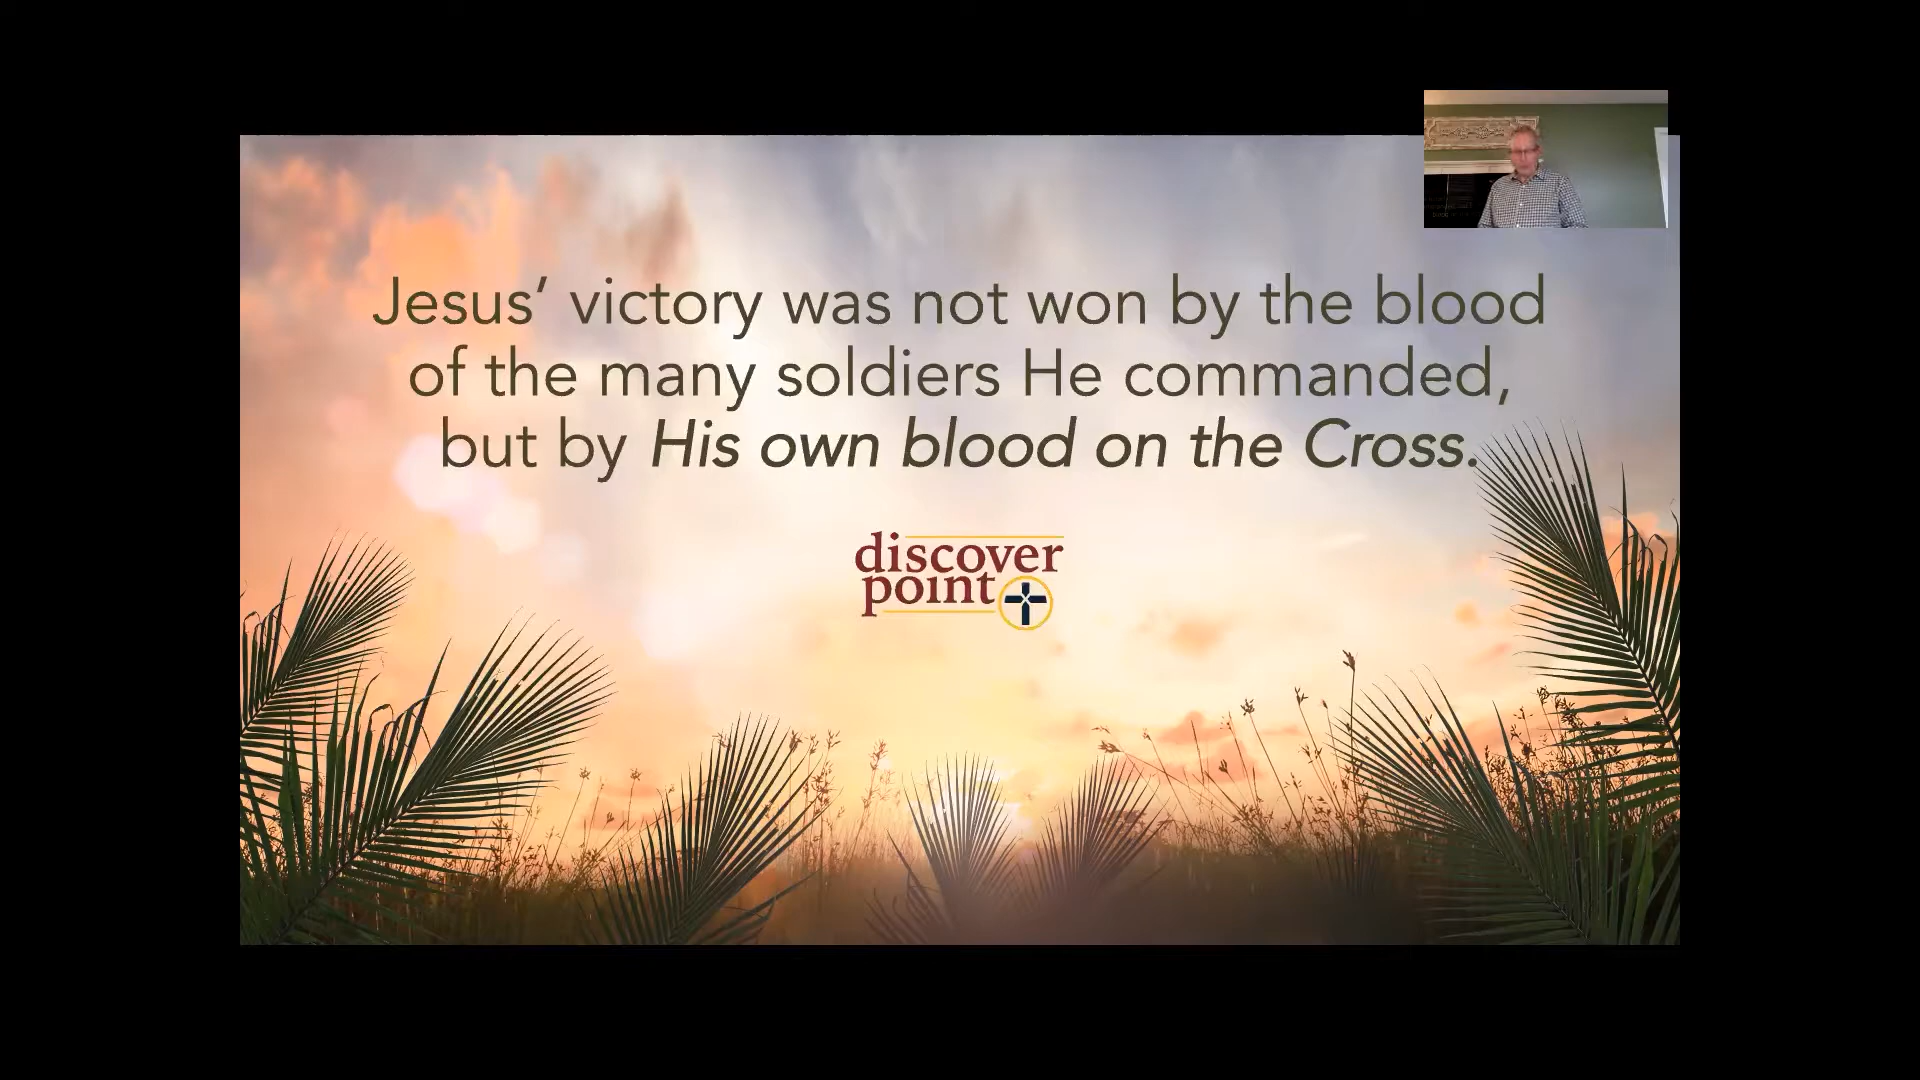 Jesus’ victory was not won by the blood
of the many soldiers He commanded,
but by His own blood on the Cross.
discover
point